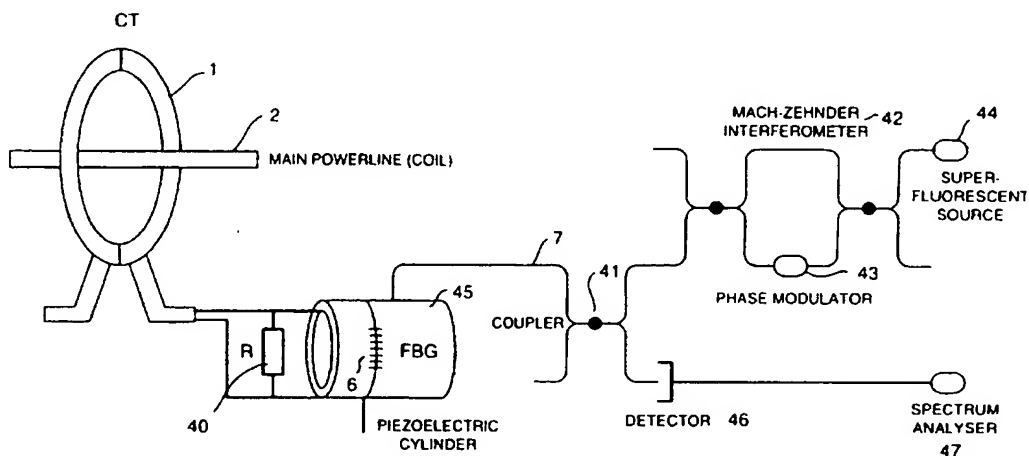 CT
1
2
MAIN POWERLINE (COIL)
MACH-ZEHNDER
INTERFEROMETER
42
44
SUPER-
FLUORESCENT
SOURCE
7
41
43
PHASE MODULATOR
45
COUPLER
R
6
FBG
40
PIEZOELECTRIC
CYLINDER
DETECTOR
46
SPECTRUM
ANALYSER
47